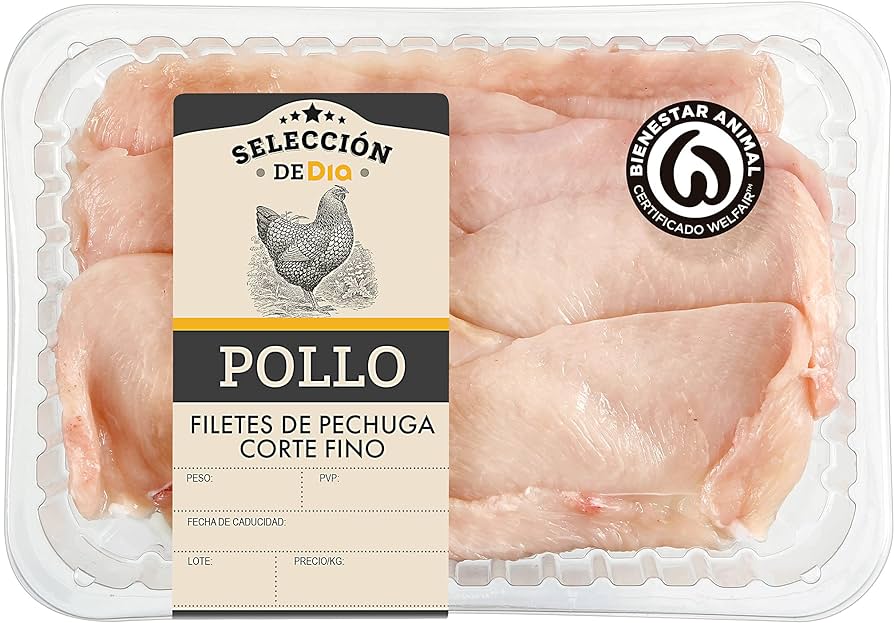 SELECCIÓN
DE Dia
POLLO
FILETES DE PECHUGA
CORTE FINO
PESO:
PVP:
FECHA DE CADUCIDAD:
LOTE:
PRECIO/KG:
BIENESTAR ANIMAL
CERTIFICADO WELFAIR™